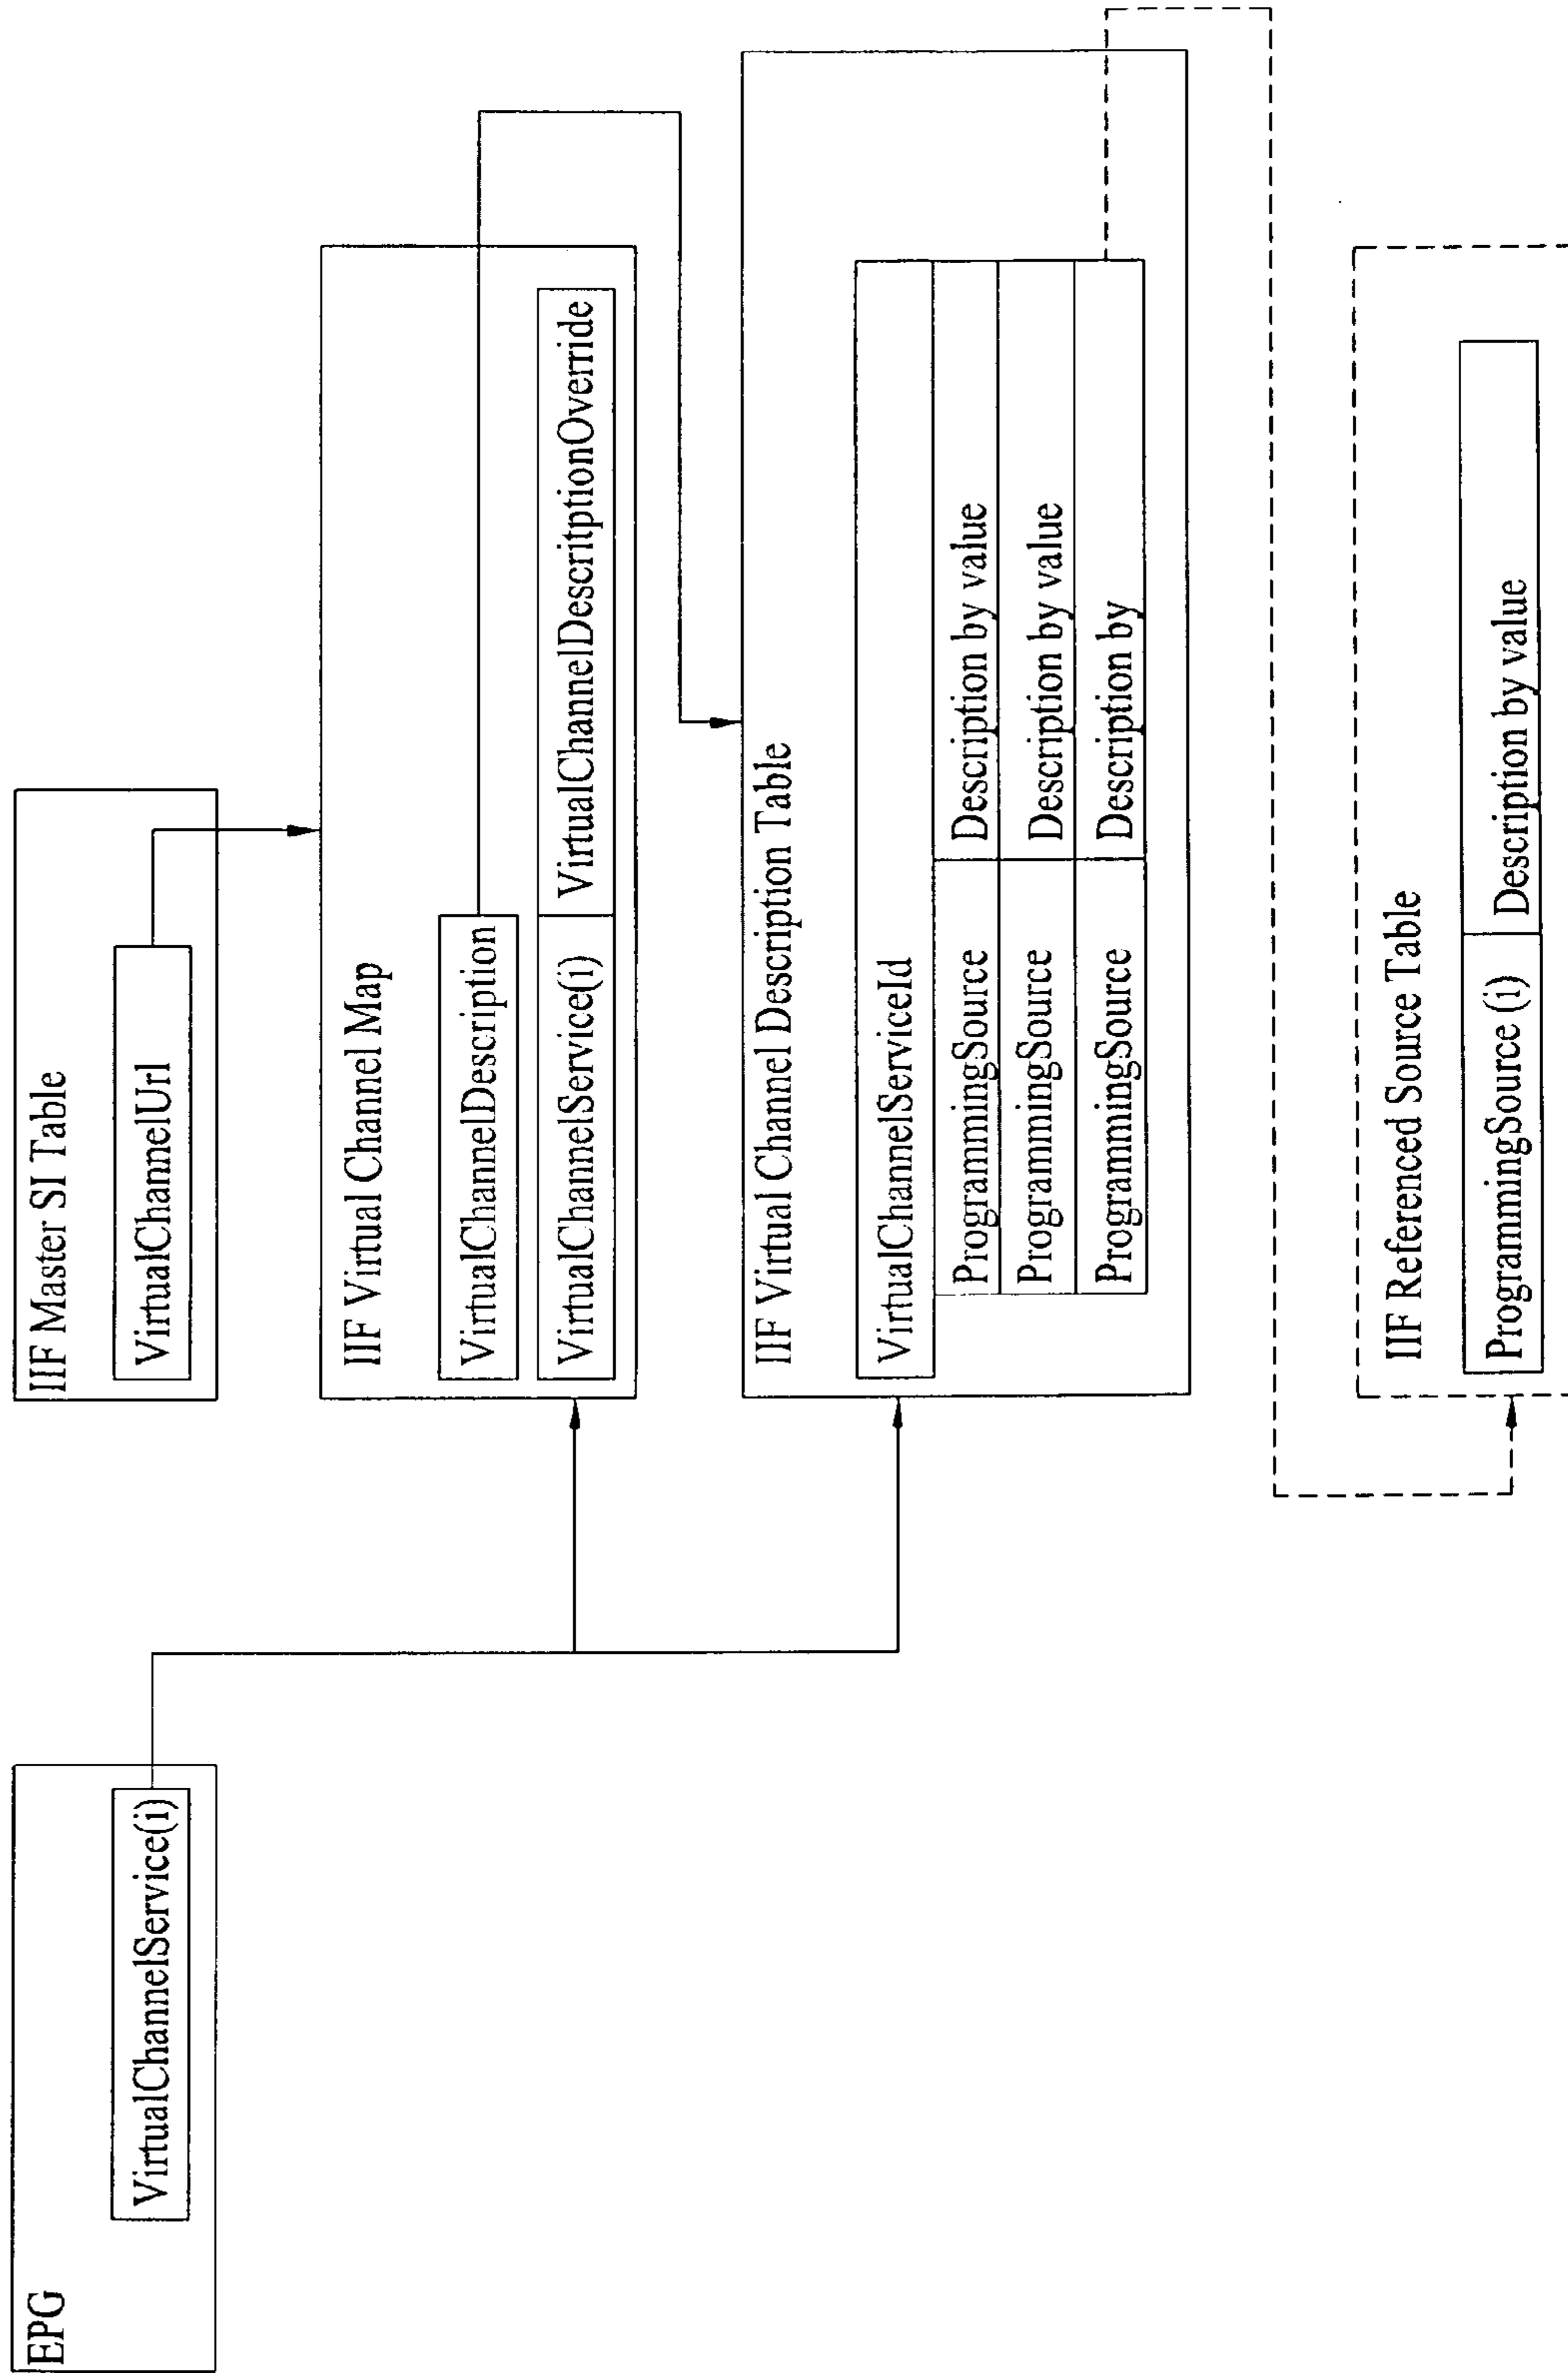 EPG
VirtualChannelService(i)
IIF Master SI Table
VirtualChannelUrl
IIF Virtual Channel Map
VirtualChannelDescription
VirtualChannelService(i) VirtualChannelDescritptionOverride
IIF Virtual Channel Description Table
VirtualChannelServiceId
ProgrammingSource Description by value
ProgrammingSource Description by value
ProgrammingSource Description by
IIF Referenced Source Table
ProgrammingSource (i) Description by value